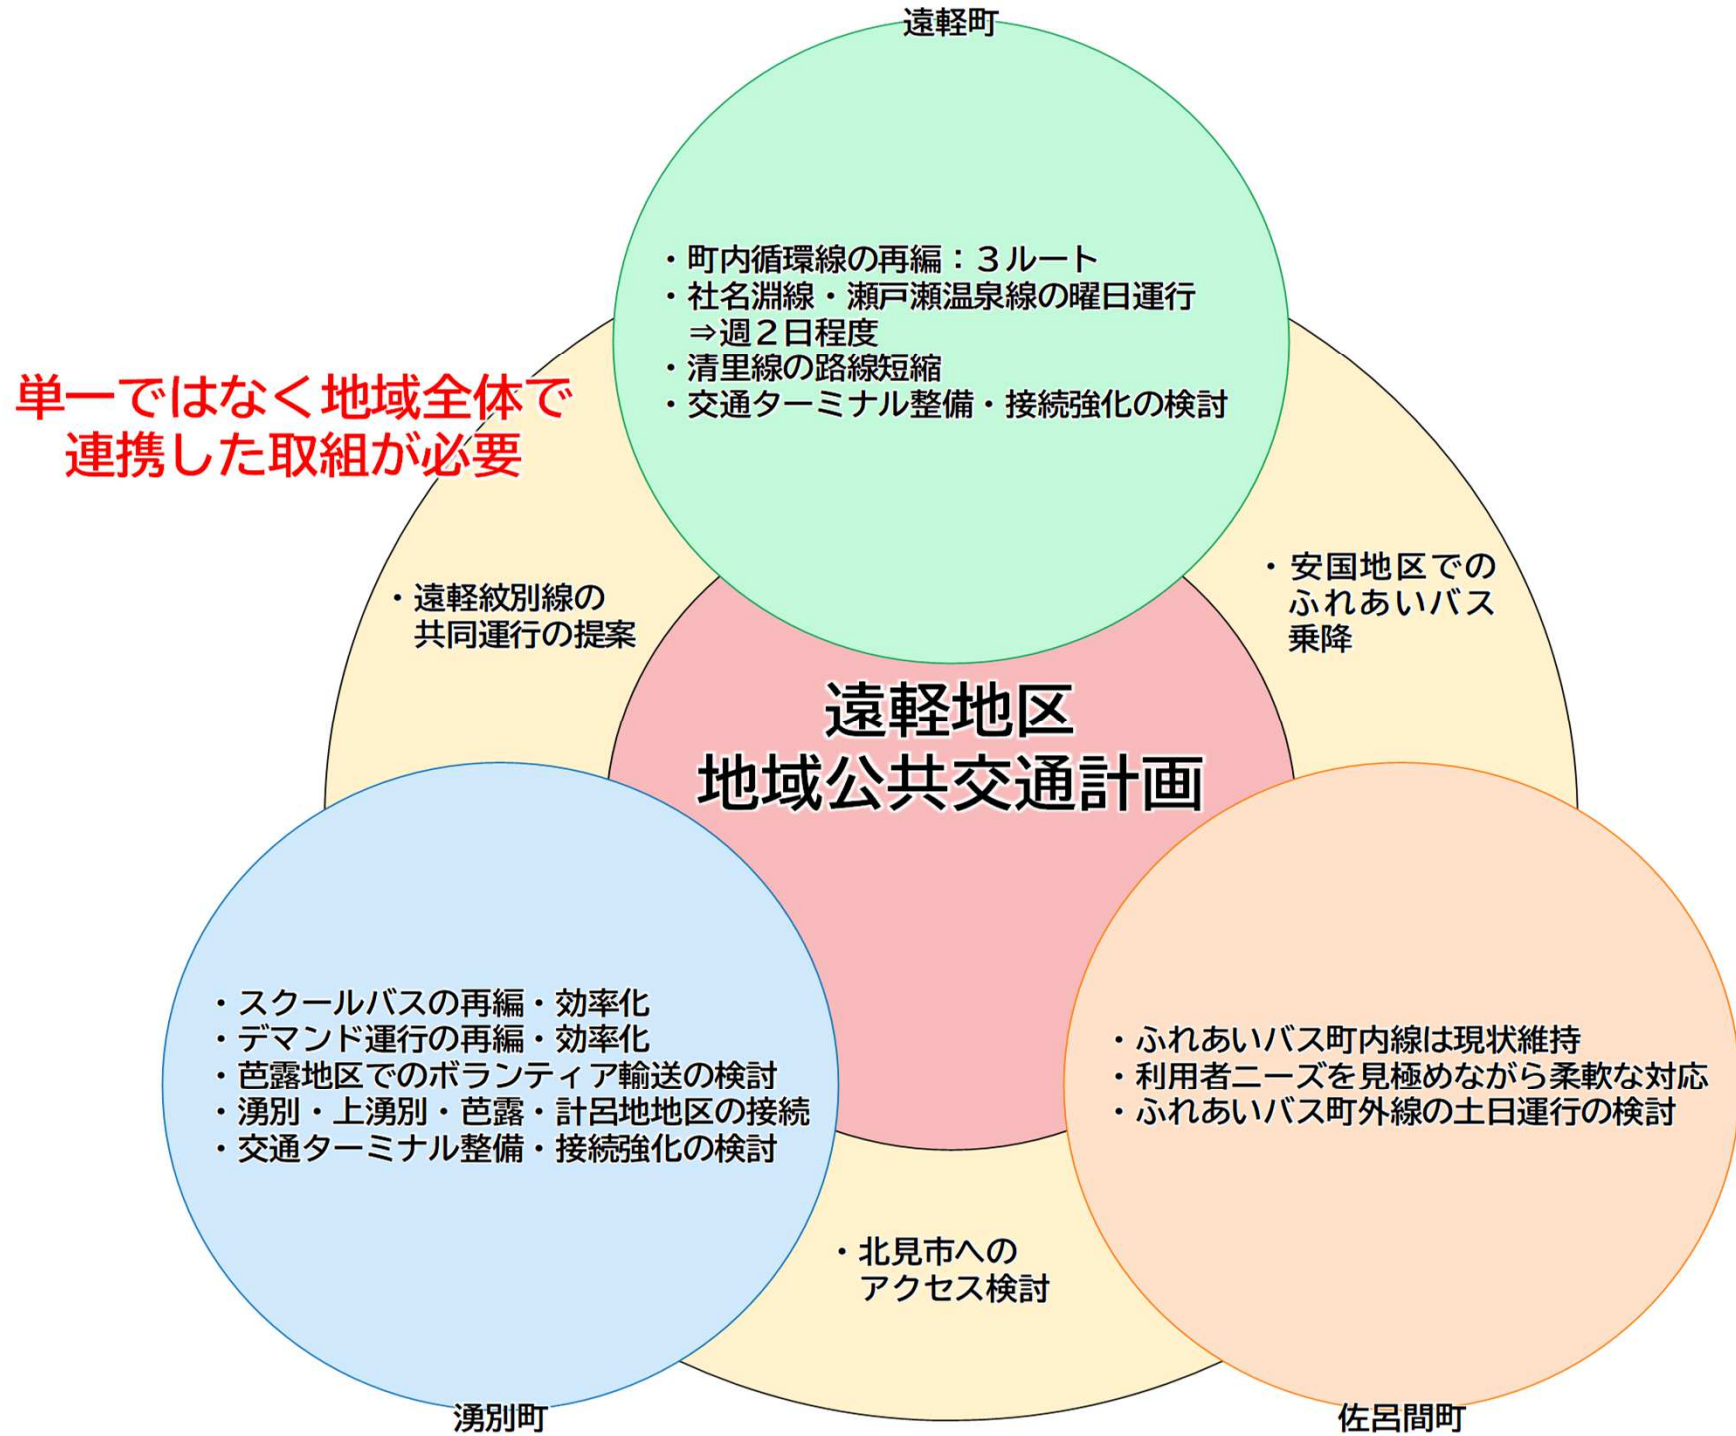 遠軽町
・町内循環線の再編：３ルート
・社名淵線・瀬戸瀬温泉線の曜日運行
⇒週２日程度
・清里線の路線短縮
・交通ターミナル整備・接続強化の検討
単一ではなく地域全体で
連携した取組が必要
・遠軽紋別線の
共同運行の提案
・安国地区での
ふれあいバス
乗降
遠軽地区
地域公共交通計画
・スクールバスの再編・効率化
・デマンド運行の再編・効率化
・芭露地区でのボランティア輸送の検討
・湧別・上湧別・芭露・計呂地地区の接続
・交通ターミナル整備・接続強化の検討
・ふれあいバス町内線は現状維持
・利用者ニーズを見極めながら柔軟な対応
・ふれあいバス町外線の土日運行の検討
・北見市への
アクセス検討
湧別町
佐呂間町